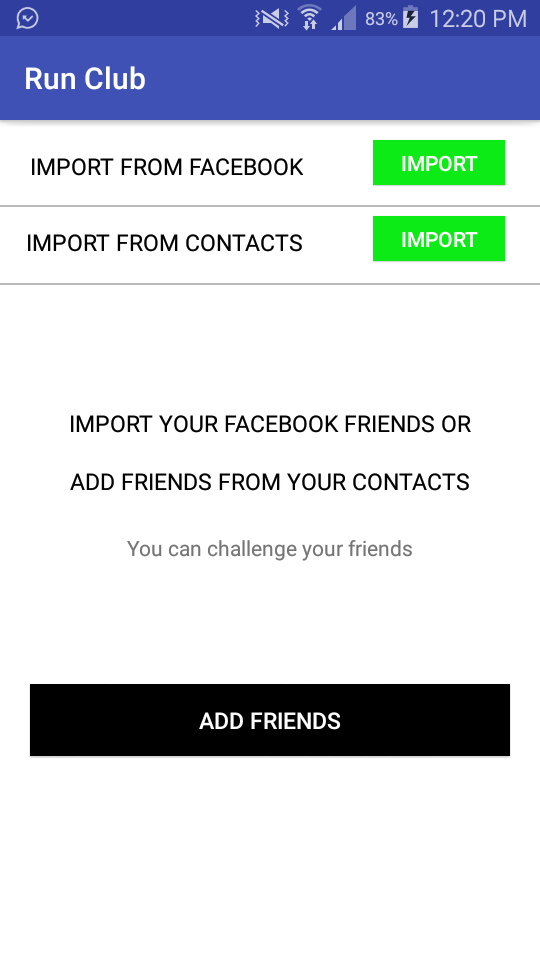 83% 12:20 PM
Run Club
IMPORT FROM FACEBOOK IMPORT
IMPORT FROM CONTACTS IMPORT
IMPORT YOUR FACEBOOK FRIENDS OR
ADD FRIENDS FROM YOUR CONTACTS
You can challenge your friends
ADD FRIENDS